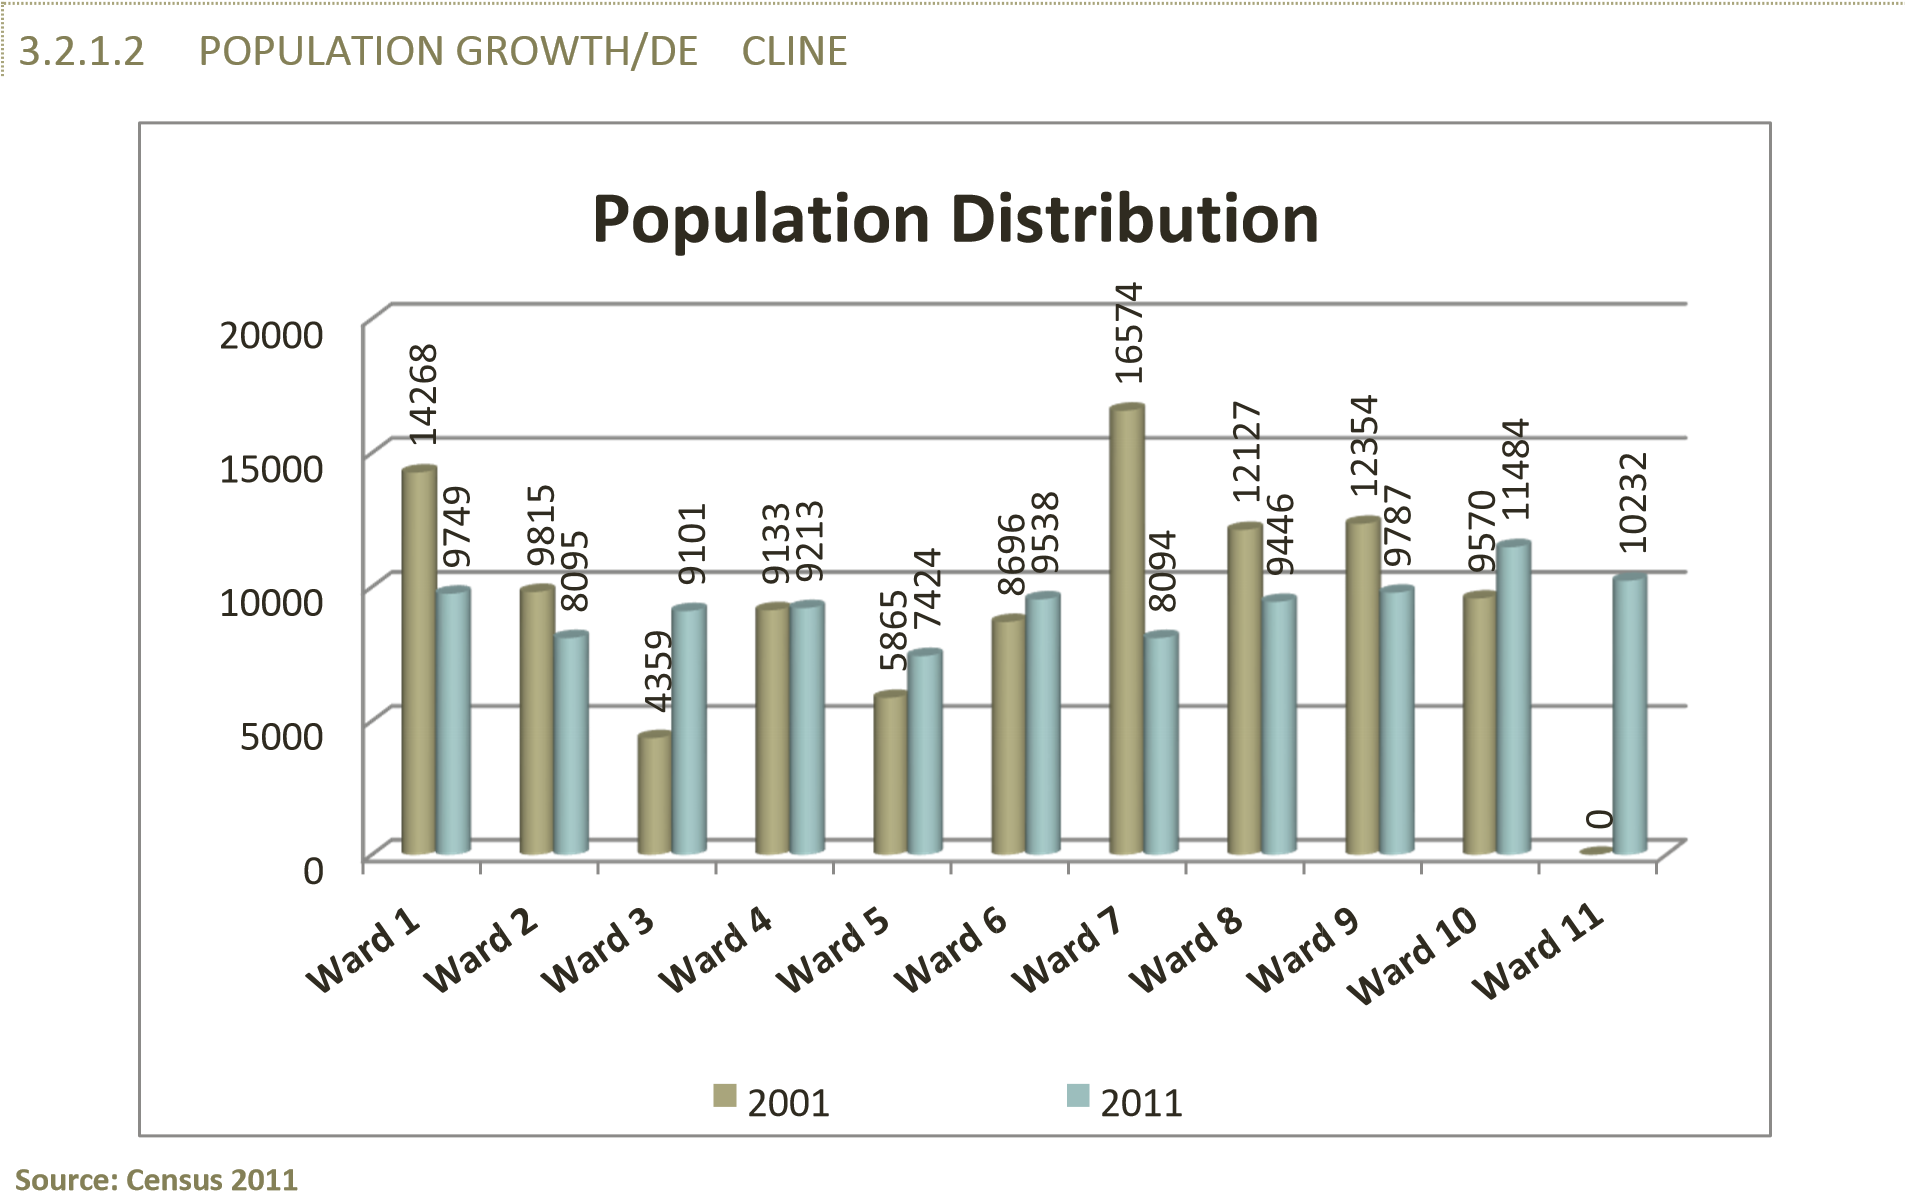 3.2.1.2 POPULATION GROWTH/DE CLINE
Population Distribution
20000
15000
10000
5000
0
14268
9749
9815
8095
4359
9101
9133
9213
5865
7424
8696
9538
16574
8094
12127
9446
12354
9787
9570
11484
0
10232
Ward 1
Ward 2
Ward 3
Ward 4
Ward 5
Ward 6
Ward 7
Ward 8
Ward 9
Ward 10
Ward 11
2001 2011
Source: Census 2011